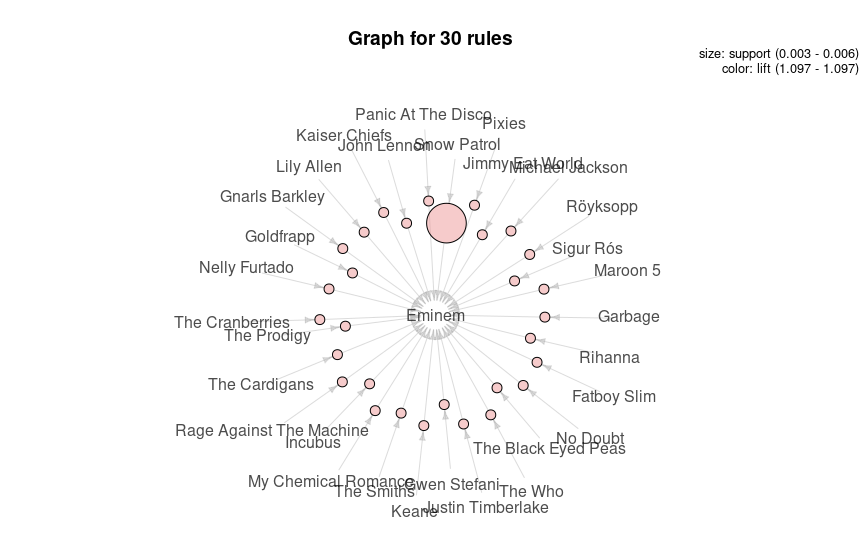 Graph for 30 rules
size: support (0.003 - 0.006)
color: lift (1.097 - 1.097)
Panic At The Disco
Pixies
Kaiser Chiefs
John Lennon
Snow Patrol
Jimmy Eat World
Michael Jackson
Lily Allen
Gnarls Barkley
Röyksopp
Goldfrapp
Sigur Rós
Nelly Furtado
Maroon 5
Eminem
The Cranberries
Garbage
The Prodigy
Rihanna
The Cardigans
Fatboy Slim
Rage Against The Machine
Incubus
No Doubt
The Black Eyed Peas
My Chemical Romance
The Smiths
Gwen Stefani
The Who
Keane
Justin Timberlake